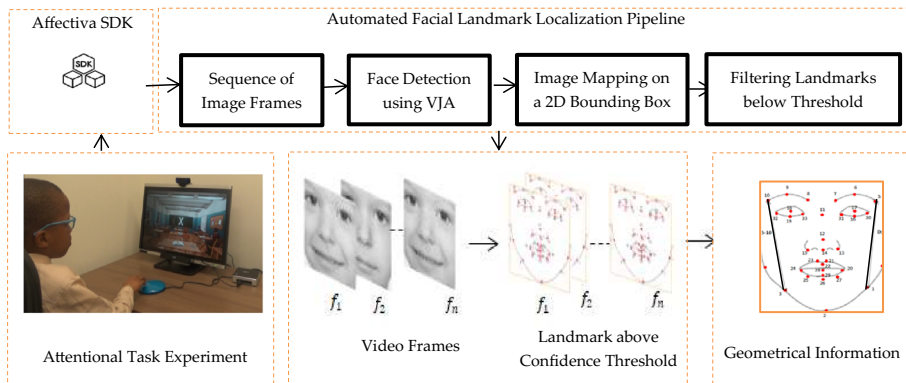 Affectiva SDK
SDK
Automated Facial Landmark Localization Pipeline
Sequence of
Image Frames
Face Detection
using VJA
Image Mapping on
a 2D Bounding Box
Filtering Landmarks
below Threshold
f1
f2
fn
f1
f2
fn
Attentional Task Experiment
Video Frames
Landmark above
Confidence Threshold
Geometrical Information